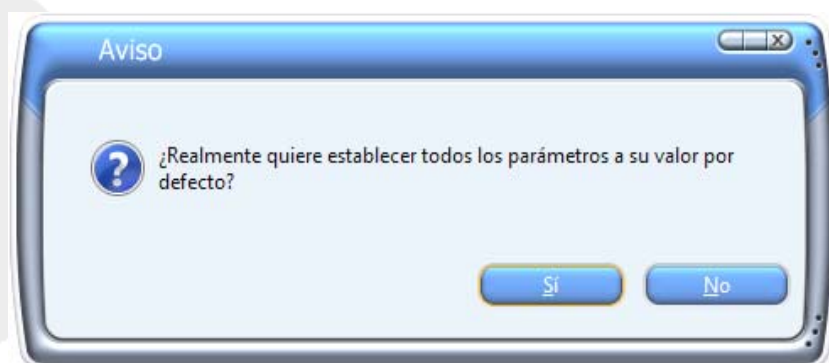 Aviso
¿Realmente quiere establecer todos los parámetros a su valor por
defecto?
Sí
No